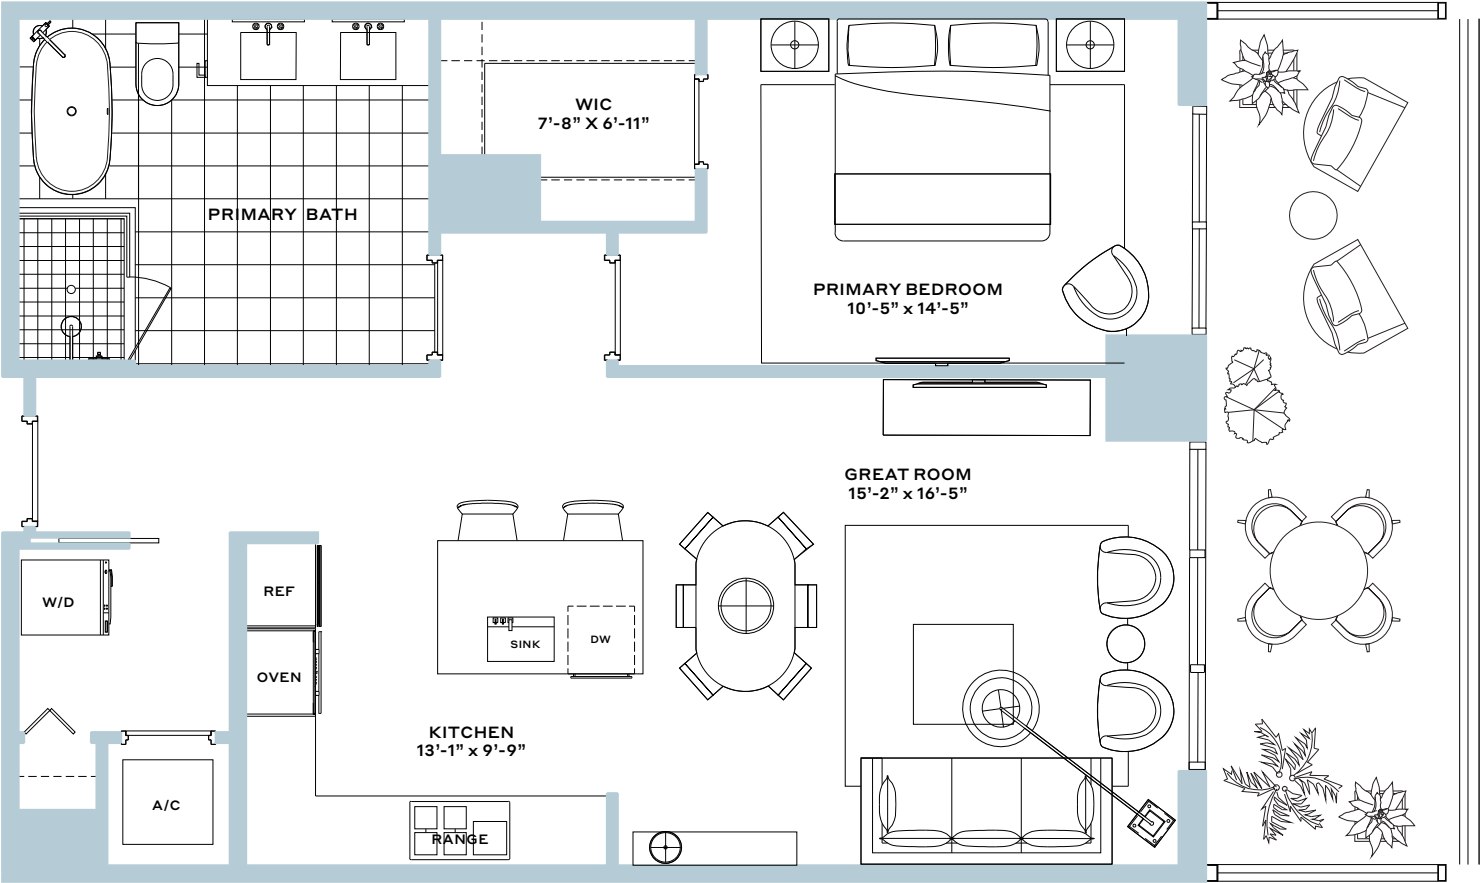 WIC
7’-8” X 6’-11”
PRIMARY BATH
PRIMARY BEDROOM
10’-5” x 14’-5”
GREAT ROOM
15’-2” x 16’-5”
REF
W/D
SINK
DW
OVEN
KITCHEN
13’-1” x 9’-9”
A/C
RANGE